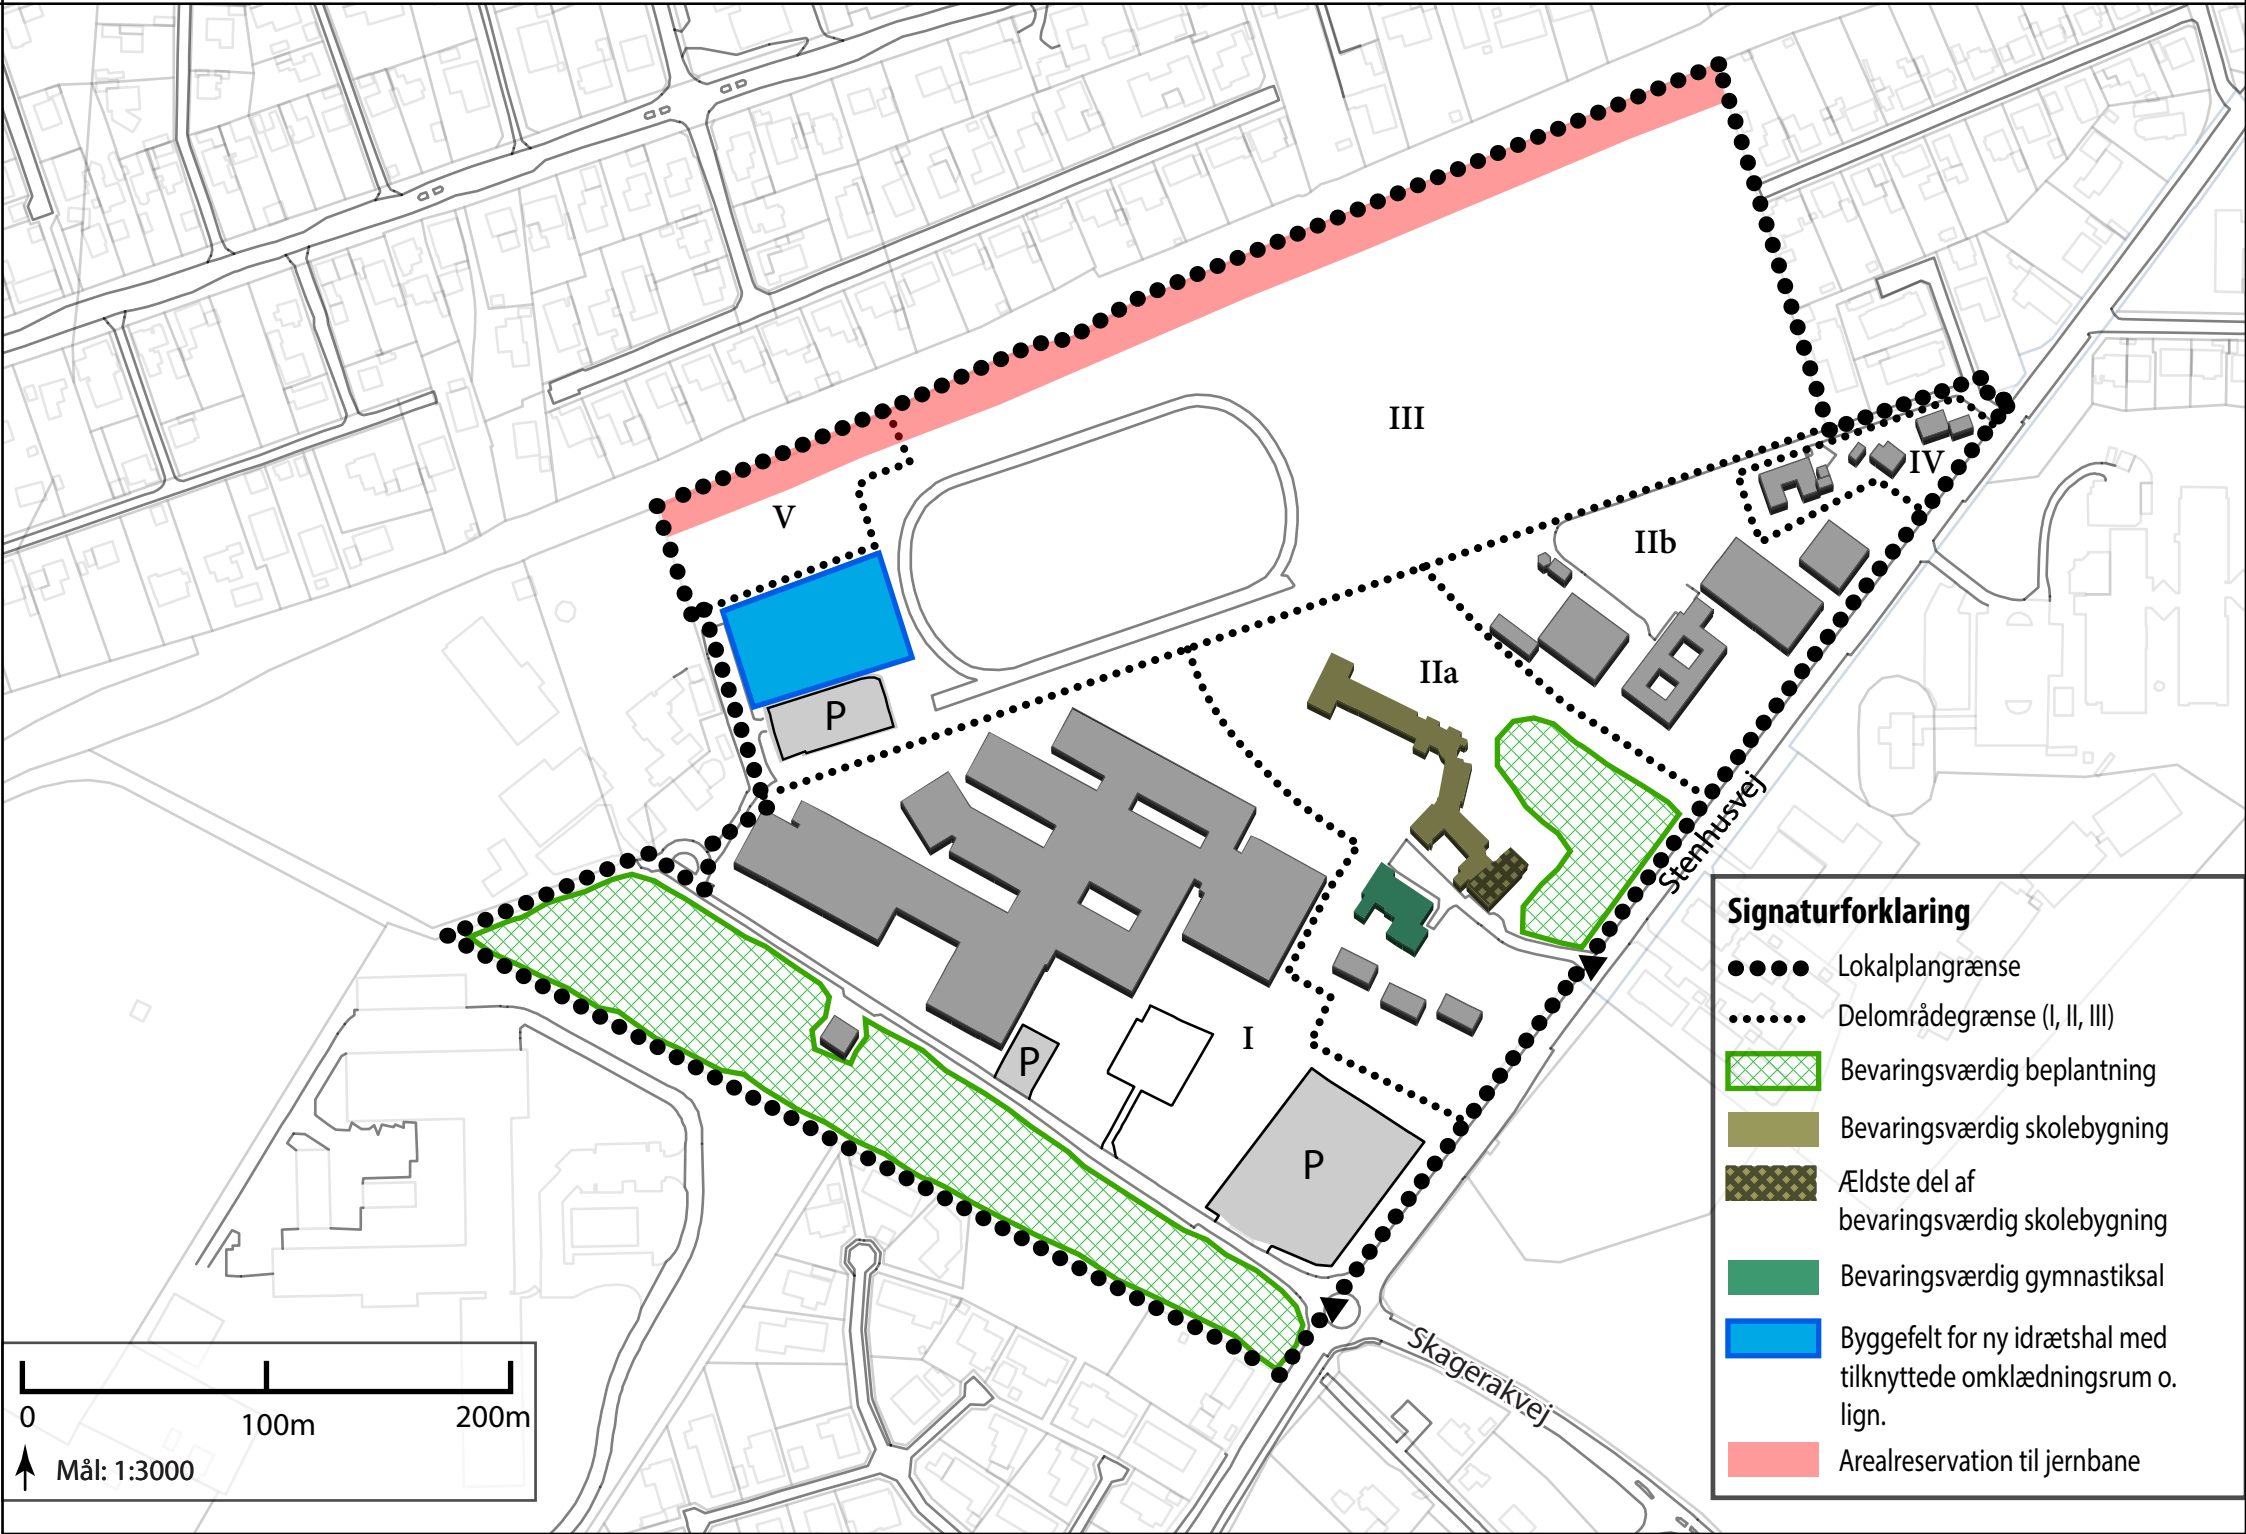 III
V
IV
IIb
IIa
P
Stenhusvej
I
P
P
Skagerakvej
Signaturforklaring
Lokalplangrænse
Delområdegrænse (I, II, III)
Bevaringsværdig beplantning
Bevaringsværdig skolebygning
Ældste del af
bevaringsværdig skolebygning
Bevaringsværdig gymnastiksal
Byggefelt for ny idrætshal med
tilknyttede omklædningsrum o.
lign.
Arealreservation til jernbane
0
100m
200m
Mål: 1:3000